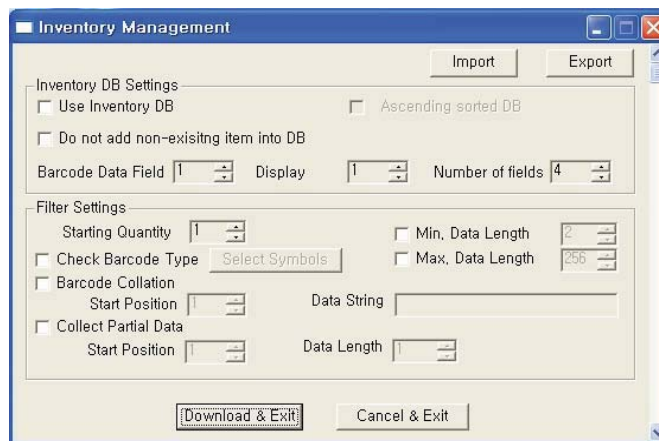 Inventory Management
Import Export
Inventory DB Settings
Use Inventory DB Ascending sorted DB
Do not add non-exisitng item into DB
Barcode Data Field 1 Display 1 Number of fields 4
Filter Settings
Starting Quantity 1 Min, Data Length 2
Check Barcode Type Select Symbols Max, Data Length 256
Barcode Collation
Start Position 1 Data String
Collect Partial Data
Start Position 1 Data Length 1
Download & Exit Cancel & Exit